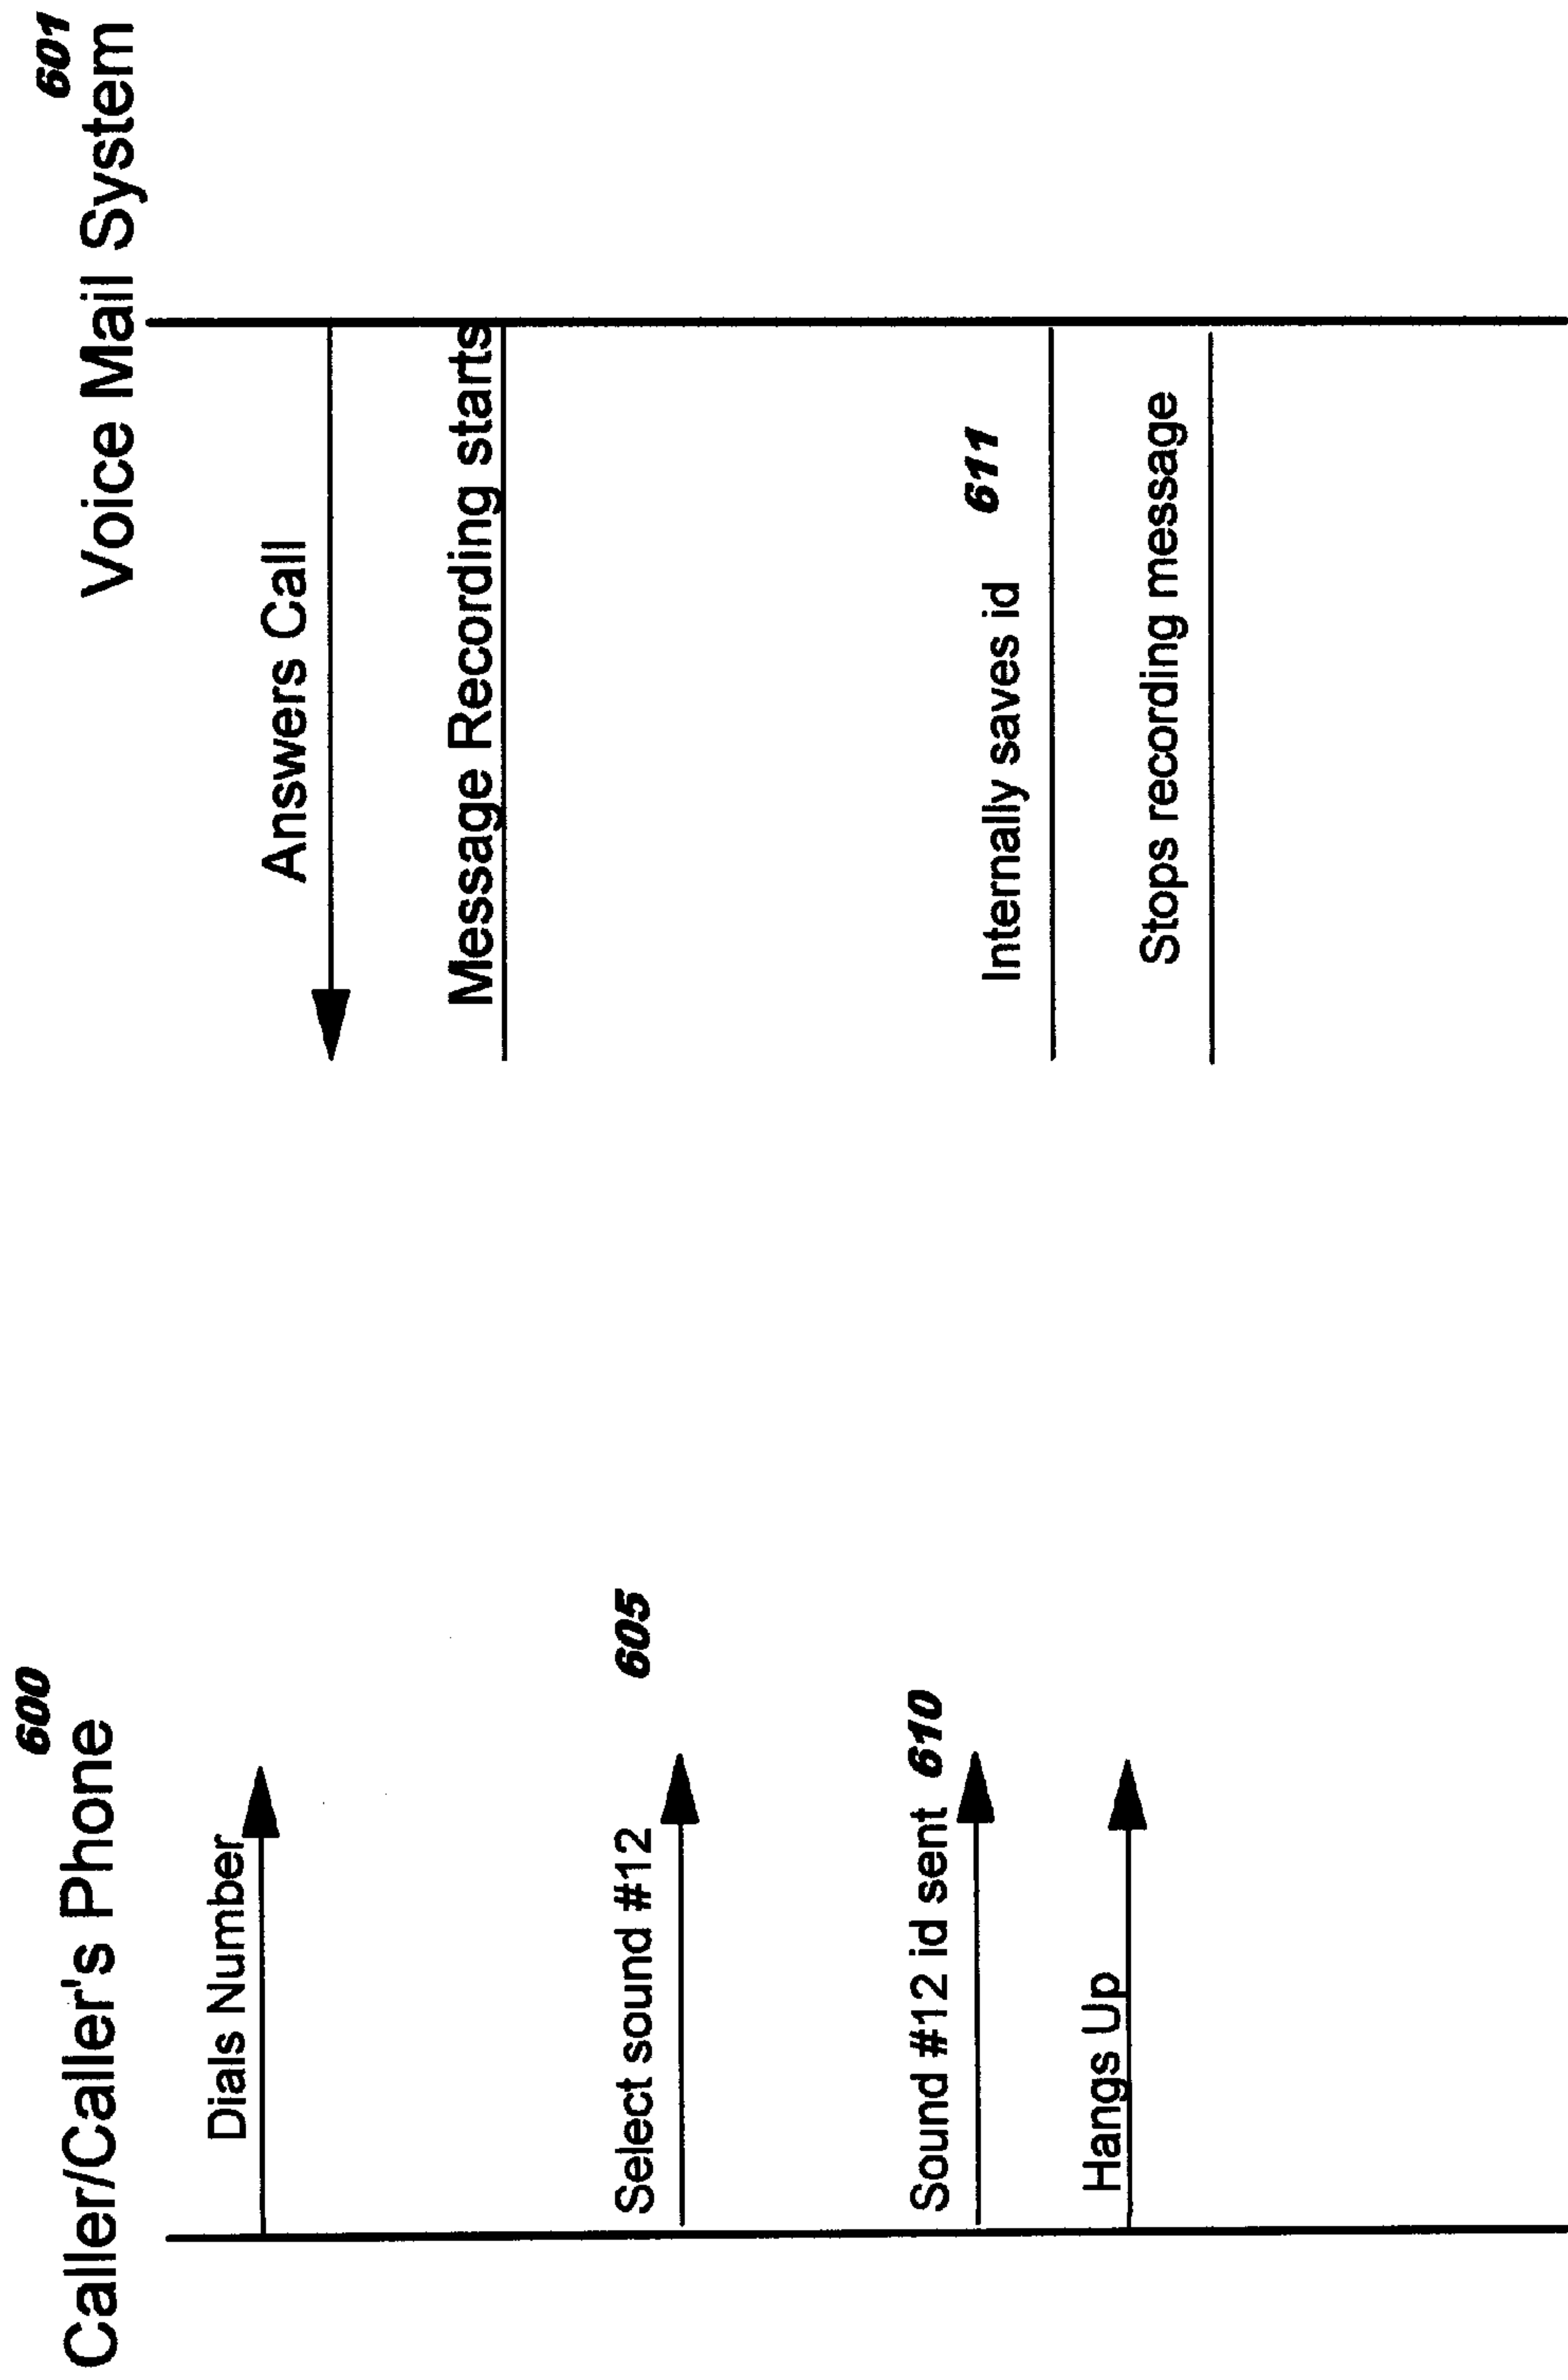 600
Caller/Caller's Phone
601
Voice Mail System
Dials Number
Answers Call
Message Recording starts
Select sound #12
605
Sound #12 id sent 610
Internally saves id 611
Hangs Up
Stops recording message